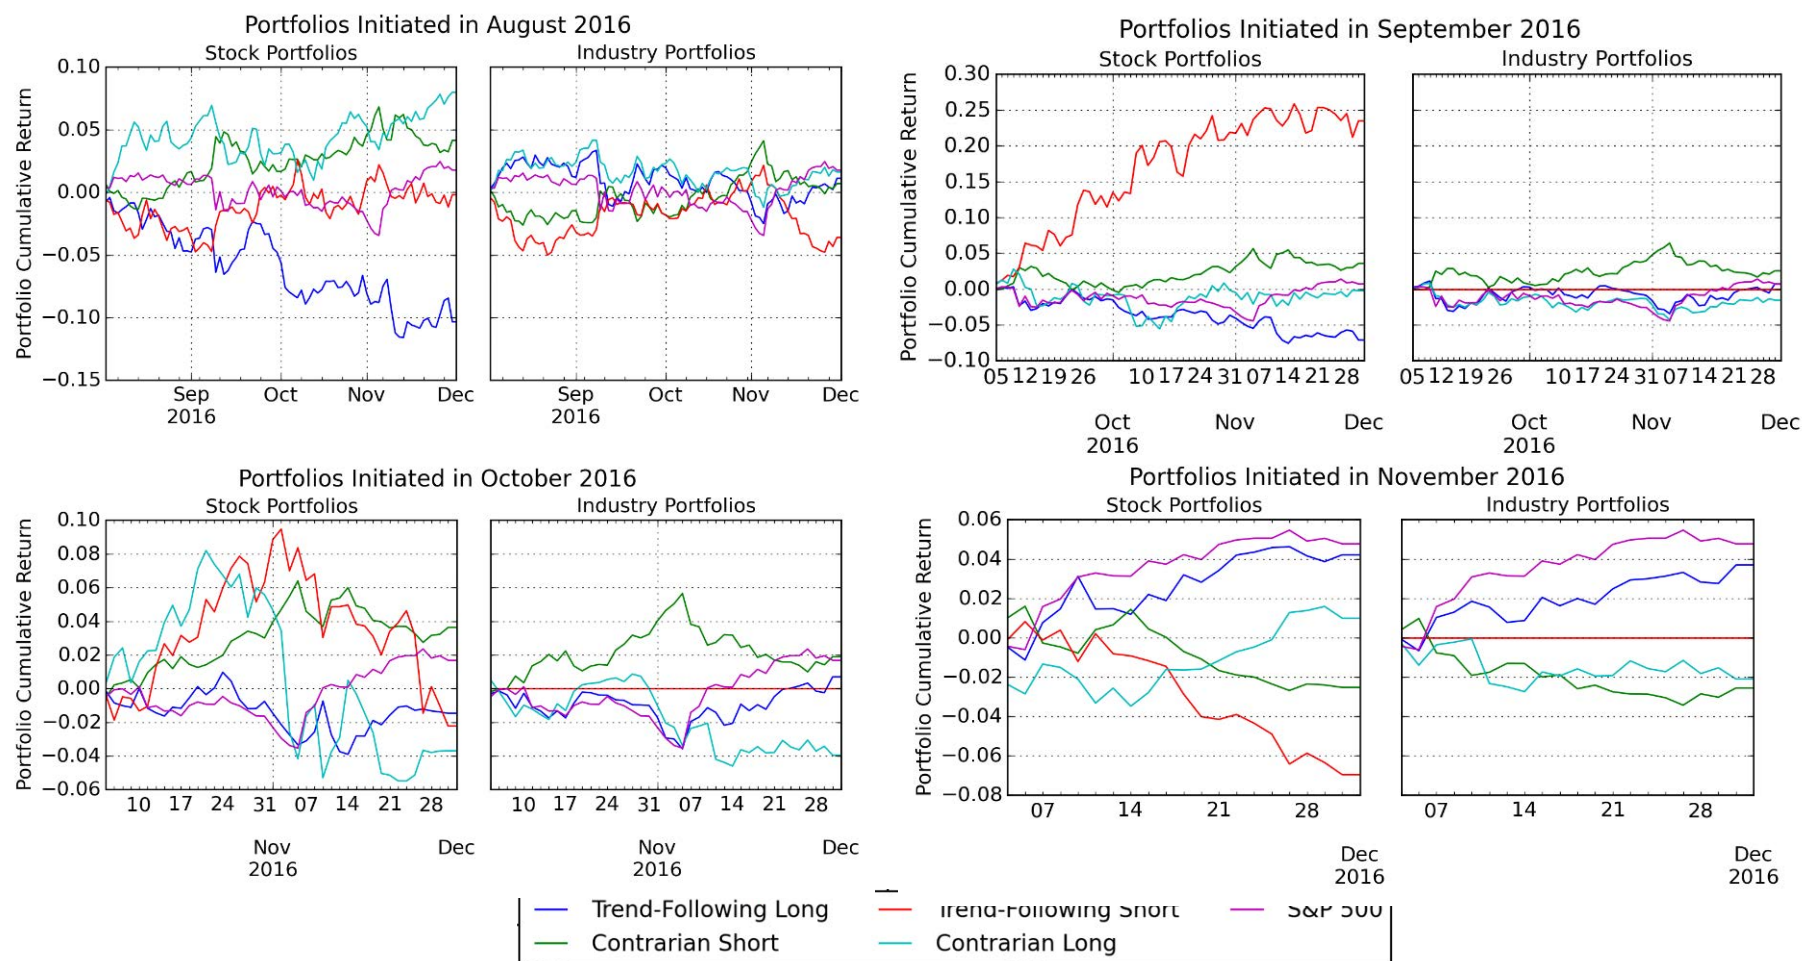 Portfolios Initiated in August 2016
Stock Portfolios
Industry Portfolios
Portfolio Cumulative Return
0.10
0.05
0.00
−0.05
−0.10
−0.15
Sep Oct Nov Dec
2016
Sep Oct Nov Dec
2016
Portfolios Initiated in September 2016
Stock Portfolios
Industry Portfolios
Portfolio Cumulative Return
0.30
0.25
0.20
0.15
0.10
0.05
0.00
−0.05
−0.10
05 12 19 26 10 17 24 31 07 14 21 28
Oct Nov Dec
2016
05 12 19 26 10 17 24 31 07 14 21 28
Oct Nov Dec
2016
Portfolios Initiated in October 2016
Stock Portfolios
Industry Portfolios
Portfolio Cumulative Return
0.10
0.08
0.06
0.04
0.02
0.00
−0.02
−0.04
−0.06
10 17 24 31 07 14 21 28
Nov Dec
2016
10 17 24 31 07 14 21 28
Nov Dec
2016
Portfolios Initiated in November 2016
Stock Portfolios
Industry Portfolios
Portfolio Cumulative Return
0.06
0.04
0.02
0.00
−0.02
−0.04
−0.06
−0.08
07 14 21 28
Dec
2016
07 14 21 28
Dec
2016
Trend-Following Long
Trend-Following Short
S&P 500
Contrarian Short
Contrarian Long